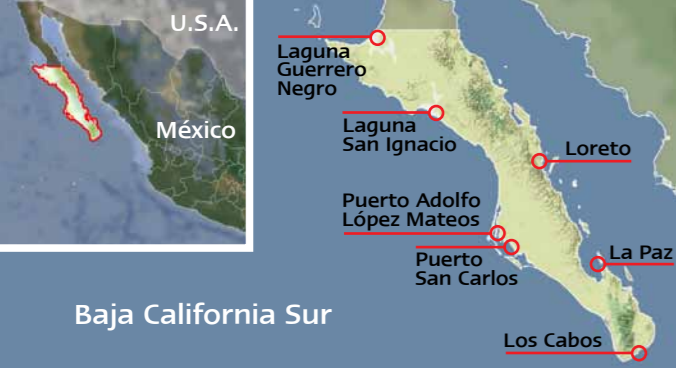 U.S.A.
México
Laguna
Guerrero
Negro
Laguna
San Ignacio
Loreto
Puerto Adolfo
López Mateos
Puerto
San Carlos
La Paz
Los Cabos
Baja California Sur